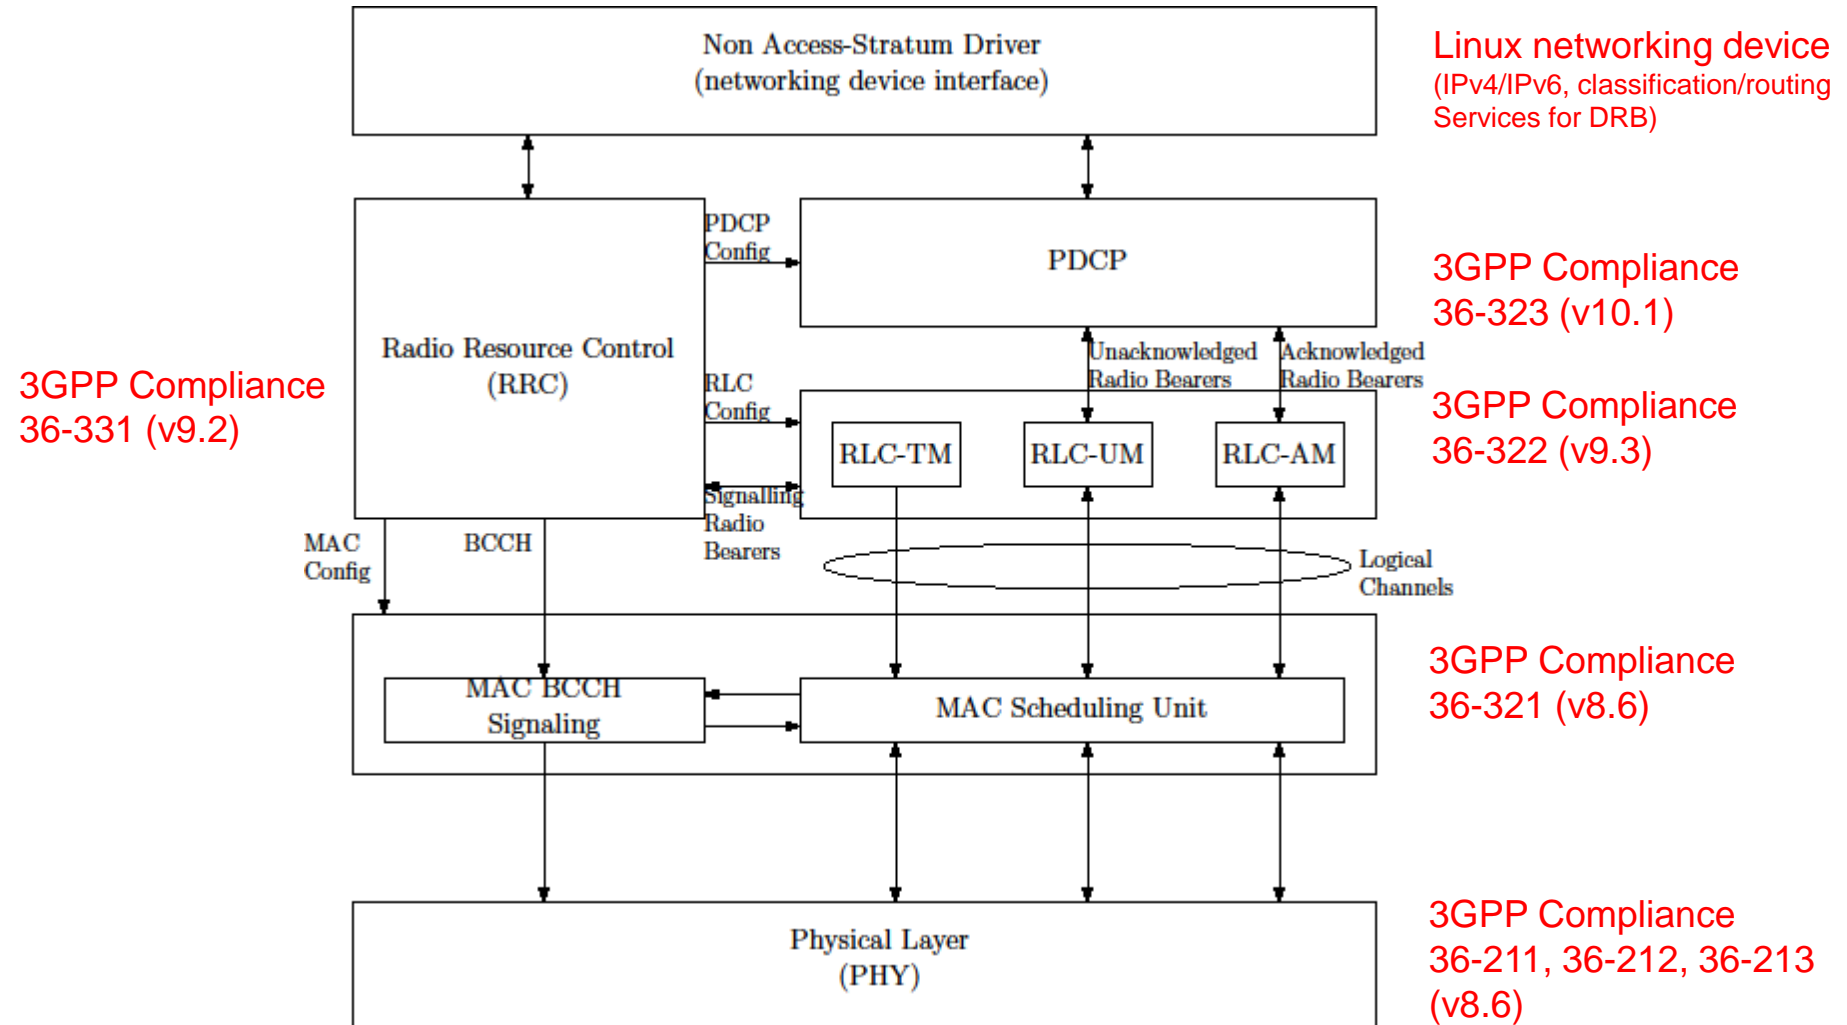 Non Access-Stratum Driver
(networking device interface)
Linux networking device
(IPv4/IPv6, classification/routing
Services for DRB)
PDCP
Config
PDCP
3GPP Compliance
36-323 (v10.1)
Radio Resource Control
(RRC)
3GPP Compliance
36-331 (v9.2)
Unacknowledged
Radio Bearers
Acknowledged
Radio Bearers
RLC
Config
3GPP Compliance
36-322 (v9.3)
RLC-TM
RLC-UM
RLC-AM
Signalling
Radio
Bearers
MAC
Config
BCCH
Logical
Channels
MAC BCCH
Signaling
MAC Scheduling Unit
3GPP Compliance
36-321 (v8.6)
Physical Layer
(PHY)
3GPP Compliance
36-211, 36-212, 36-213
(v8.6)